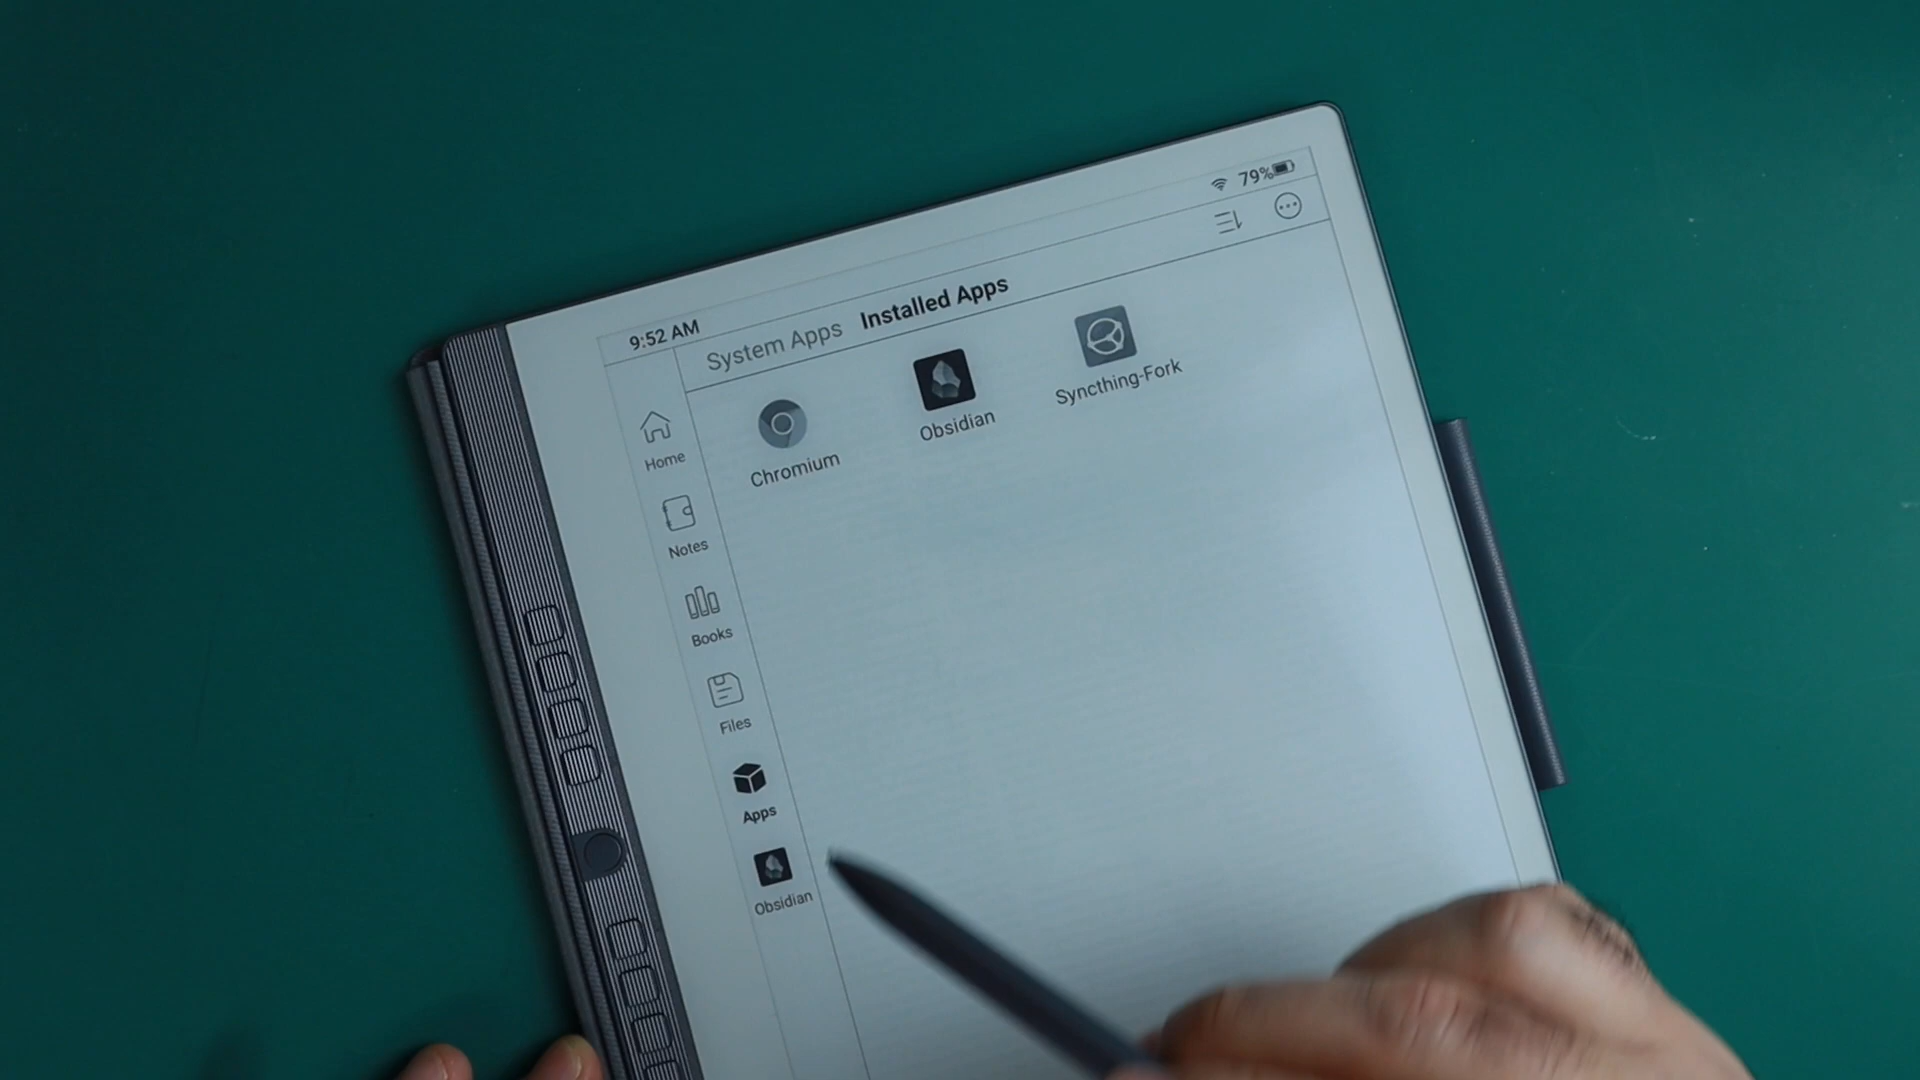 9:52 AM
79%
System Apps
Installed Apps
Chromium
Obsidian
Syncthing-Fork
Home
Notes
Books
Files
Apps
Obsidian